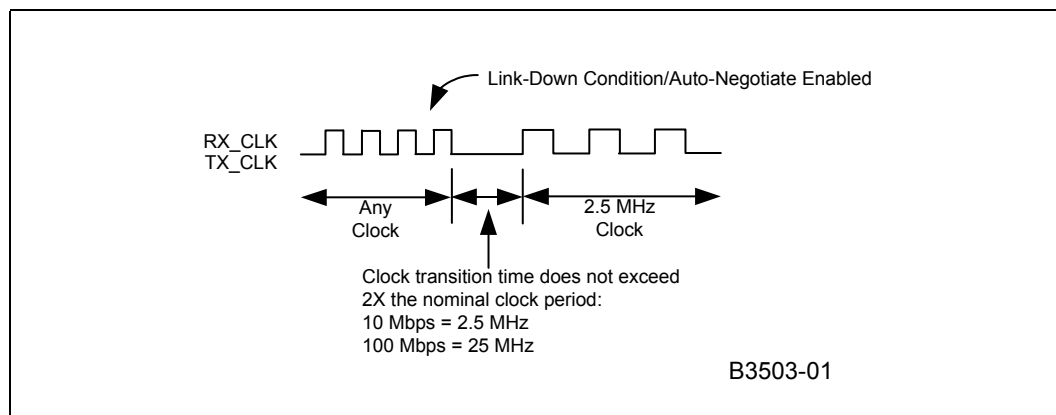 Link-Down Condition/Auto-Negotiate Enabled
RX_CLK
TX_CLK
Any
Clock
2.5 MHz
Clock
Clock transition time does not exceed
2X the nominal clock period:
10 Mbps = 2.5 MHz
100 Mbps = 25 MHz
B3503-01